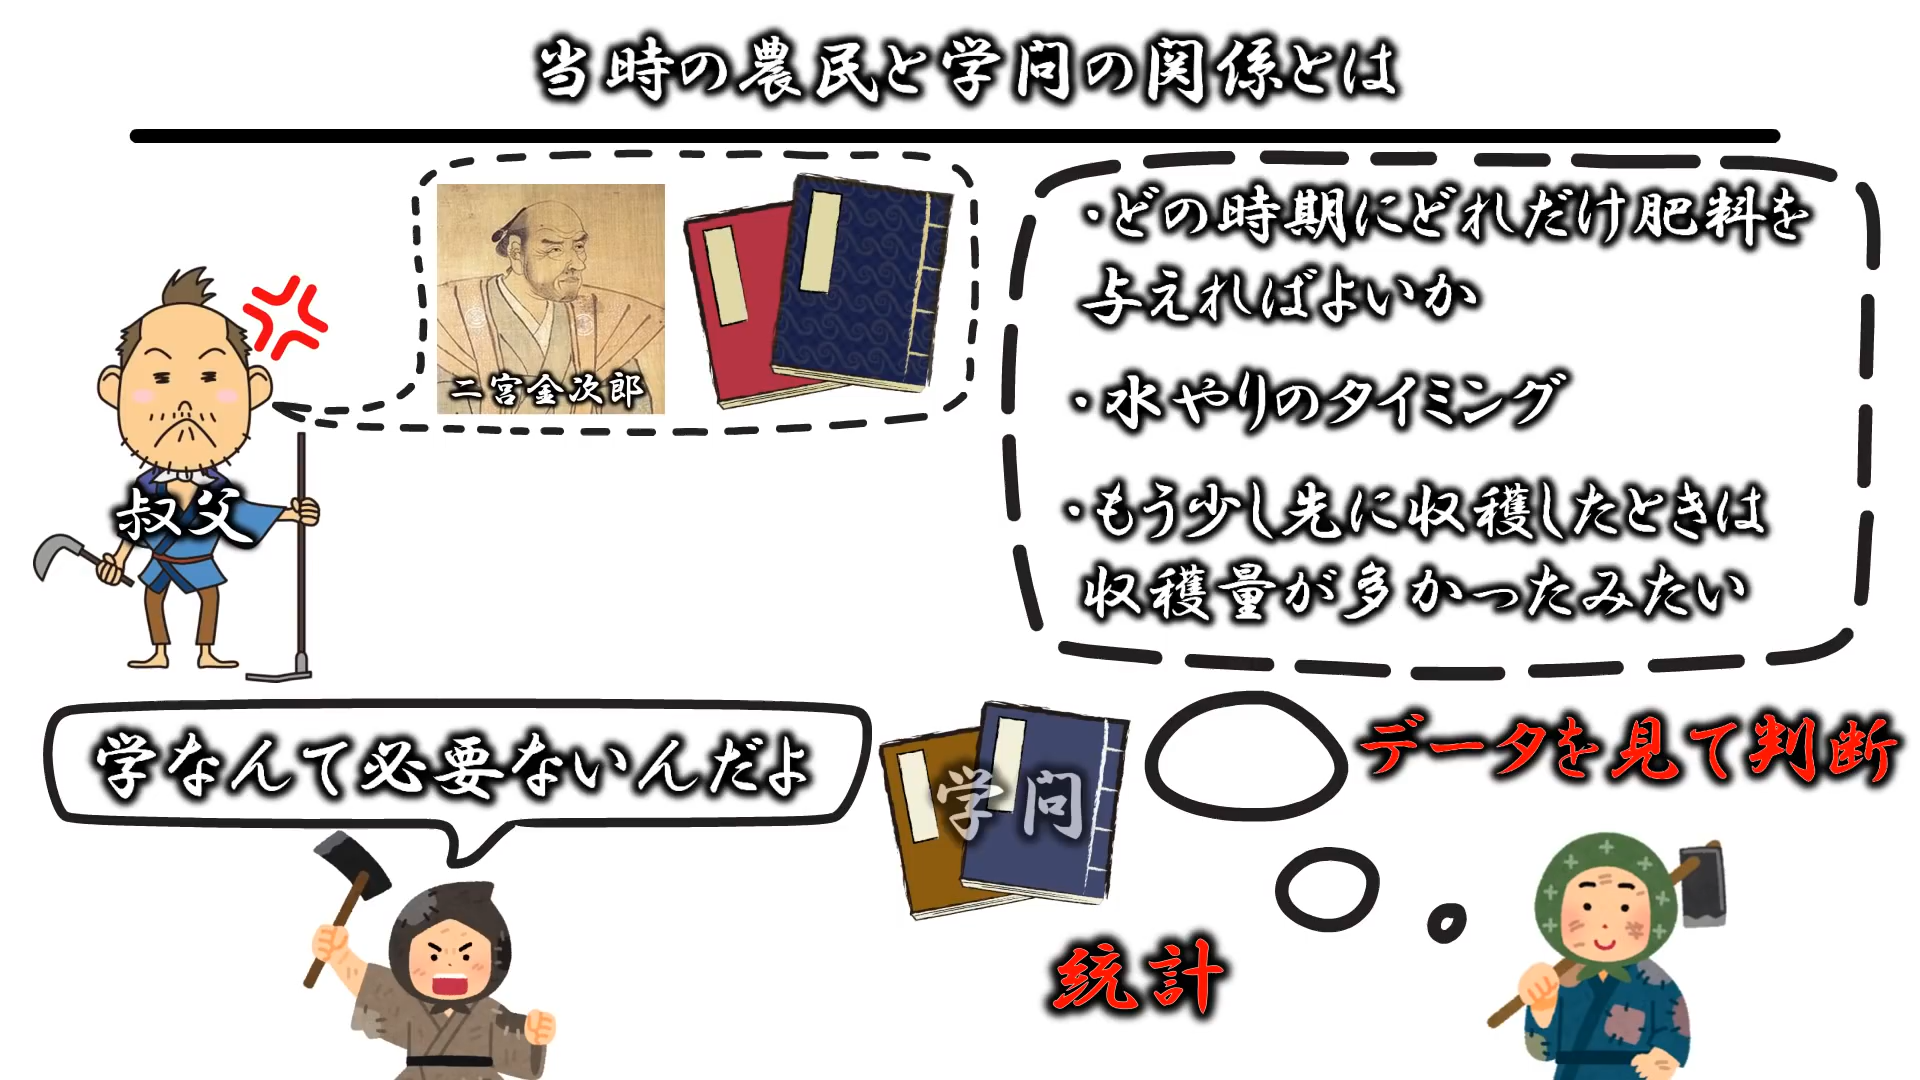 当時の農民と学問の関係とは
二宮金次郎
叔父
・どの時期にどれだけ肥料を
与えればよいか
・水やりのタイミング
・もう少し先に収穫したときは
収穫量が多かったみたい
学なんて必要ないんだよ
学問
データを見て判断
統計